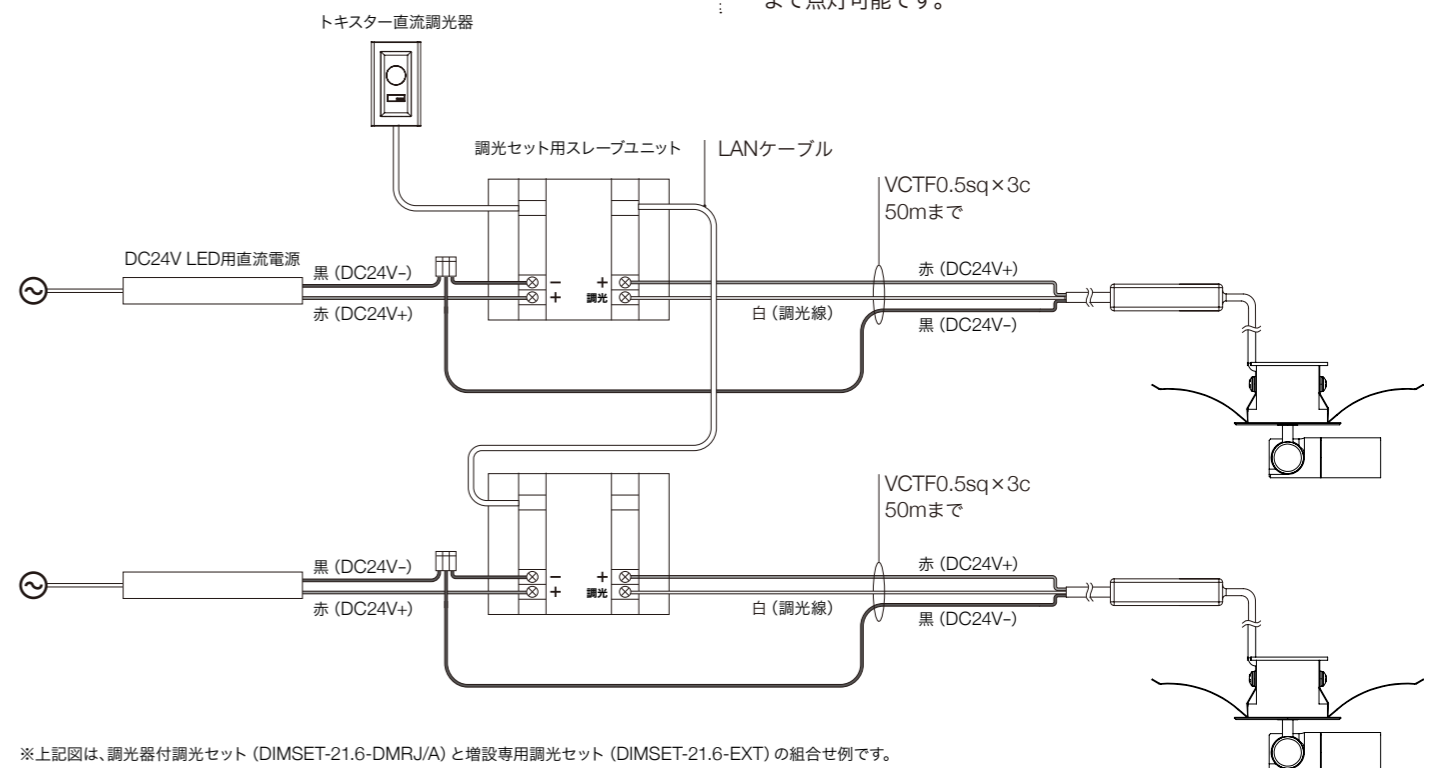 まで点灯可能です。
トキスター直流調光器
調光セット用スレーブユニット
LANケーブル
VCTF0.5sq×3c
50mまで
DC24V LED用直流電源
黒（DC24V-）
赤（DC24V+）
-
+
+
調光
赤（DC24V+）
白（調光線）
黒（DC24V-）
VCTF0.5sq×3c
50mまで
黒（DC24V-）
赤（DC24V+）
-
+
+
調光
赤（DC24V+）
白（調光線）
黒（DC24V-）
※上記図は、調光器付調光セット（DIMSET-21.6-DMRJ/A）と増設専用調光セット（DIMSET-21.6-EXT）の組合せ例です。